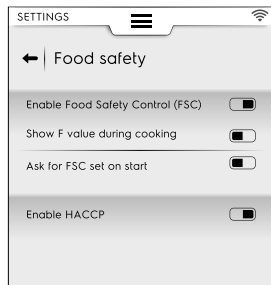 SETTINGS
Food safety
Enable Food Safety Control (FSC)
Show F value during cooking
Ask for FSC set on start
Enable HACCP